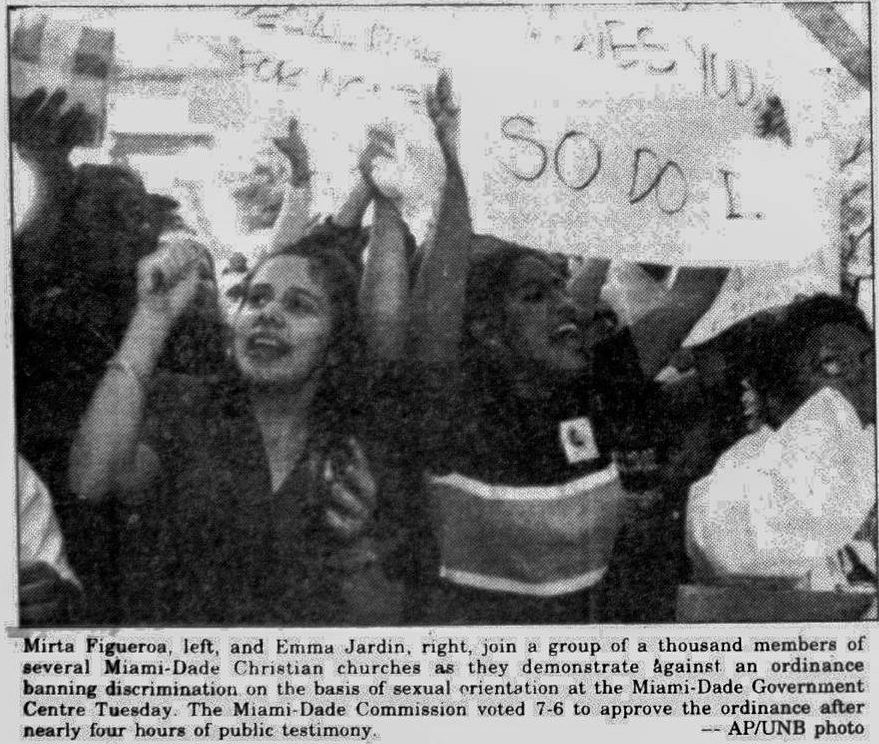 FOR
YOU
SO DO I
Mirta Figueroa, left, and Emma Jardin, right, join a group of a thousand members of
several Miami-Dade Christian churches as they demonstrate against an ordinance
banning discrimination on the basis of sexual orientation at the Miami-Dade Government
Centre Tuesday. The Miami-Dade Commission voted 7-6 to approve the ordinance after
nearly four hours of public testimony. — AP/UNB photo